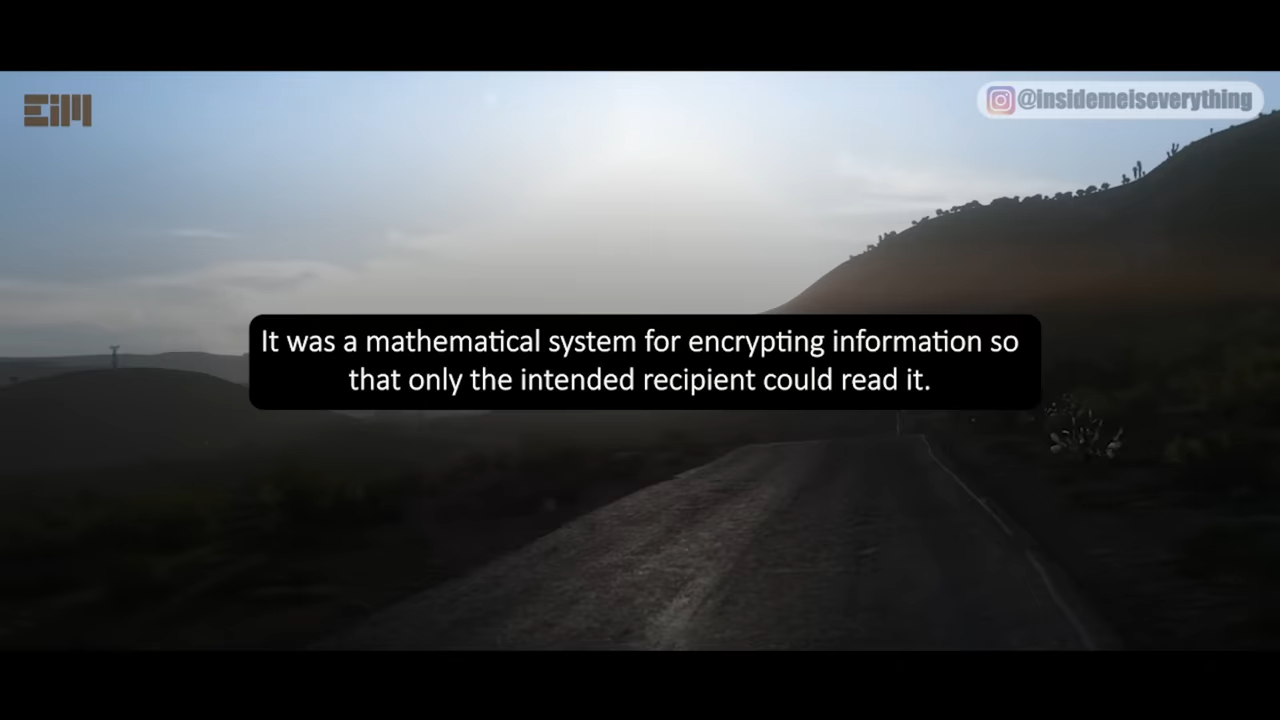 EiM
@insidemeiseverything
It was a mathematical system for encrypting information so
that only the intended recipient could read it.